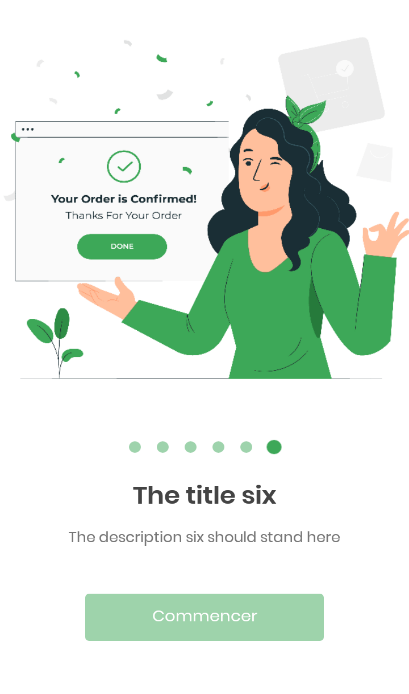 Your Order is Confirmed!
Thanks For Your Order
DONE
The title six
The description six should stand here
Commencer